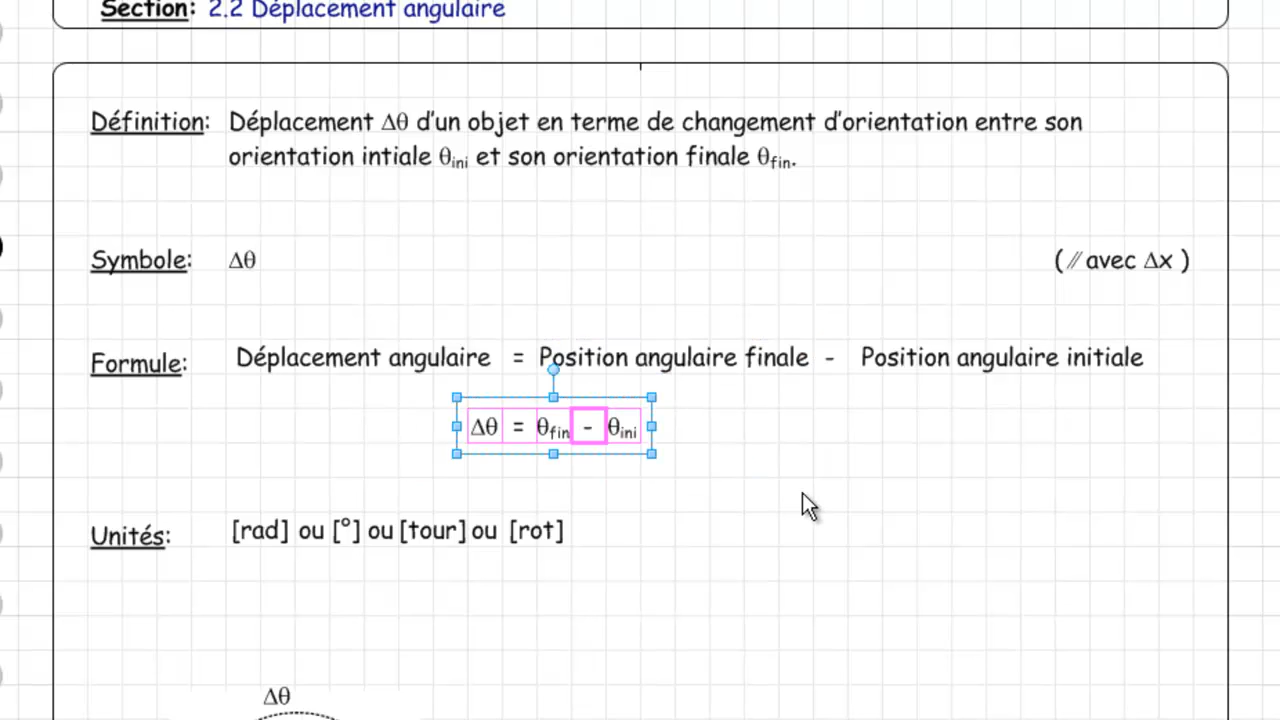 Section: 2.2 Déplacement angulaire
Définition: Déplacement Δθ d'un objet en terme de changement d'orientation entre son
orientation intiale θini et son orientation finale θfin.
Symbole: Δθ (⫽ avec Δx )
Formule: Déplacement angulaire = Position angulaire finale - Position angulaire initiale
Δθ = θfin - θini
Unités: [rad] ou [°] ou [tour] ou [rot]
Δθ